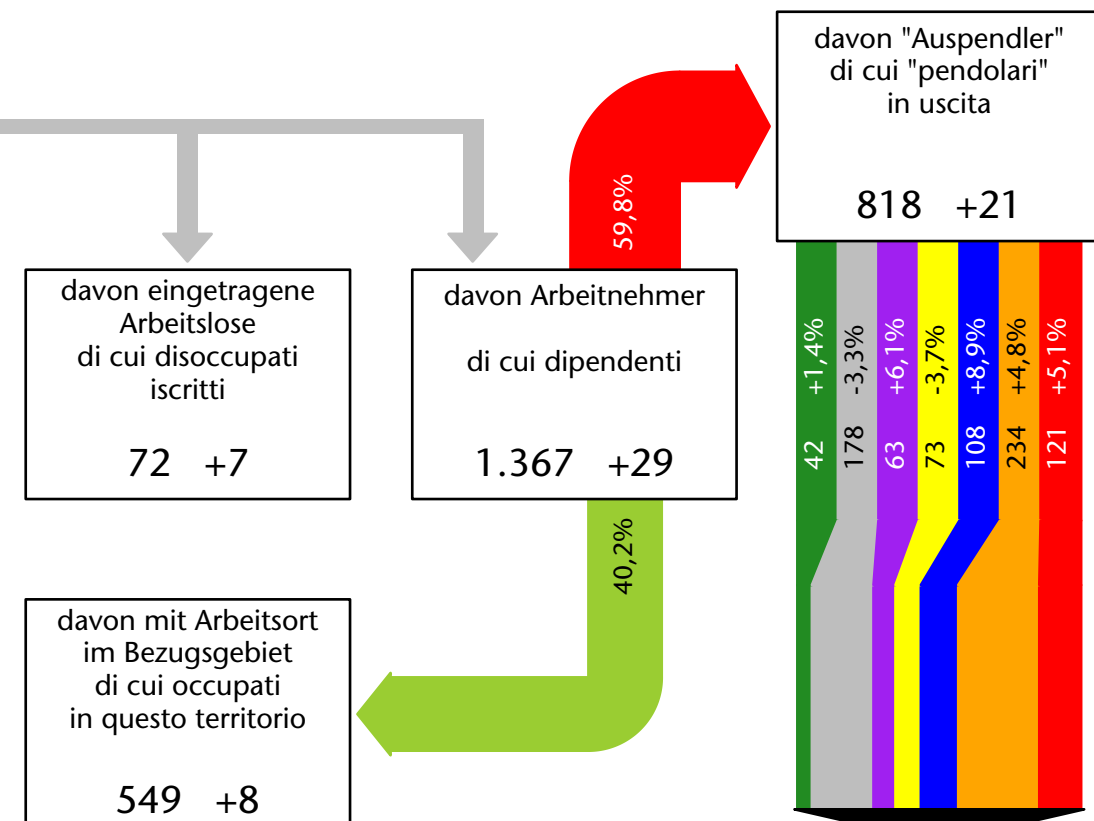 davon "Auspendler"
di cui "pendolari"
in uscita
818 +21
59,8%
davon eingetragene
Arbeitslose
di cui disoccupati
iscritti
72 +7
davon Arbeitnehmer
di cui dipendenti
1.367 +29
42 +1,4%
178 -3,3%
63 +6,1%
73 -3,7%
108 +8,9%
234 +4,8%
121 +5,1%
40,2%
davon mit Arbeitsort
im Bezugsgebiet
di cui occupati
in questo territorio
549 +8